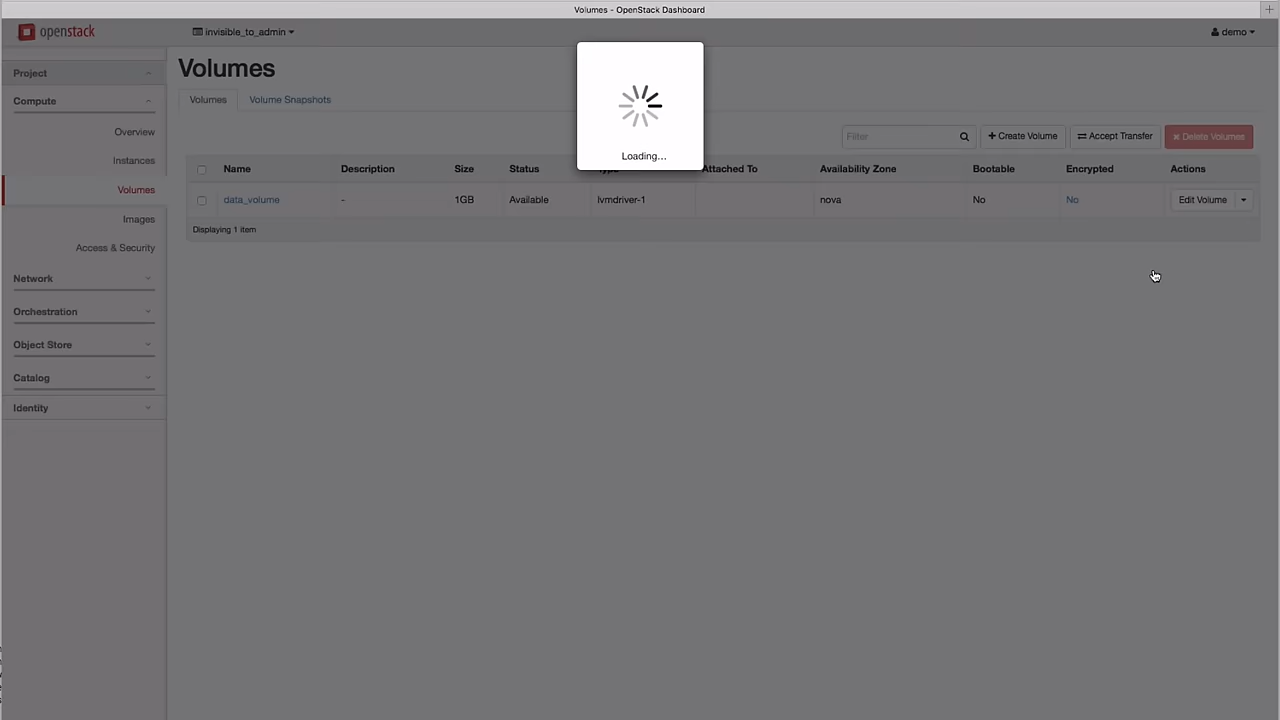 Volumes - OpenStack Dashboard
openstack
invisible_to_admin
demo
Project
Compute
Overview
Instances
Volumes
Images
Access & Security
Network
Orchestration
Object Store
Catalog
Identity
Volumes
Volumes Volume Snapshots
Loading...
Filter + Create Volume Accept Transfer Delete Volumes
Name Description Size Status Type Attached To Availability Zone Bootable Encrypted Actions
data_volume - 1GB Available lvmdriver-1 nova No No Edit Volume
Displaying 1 item